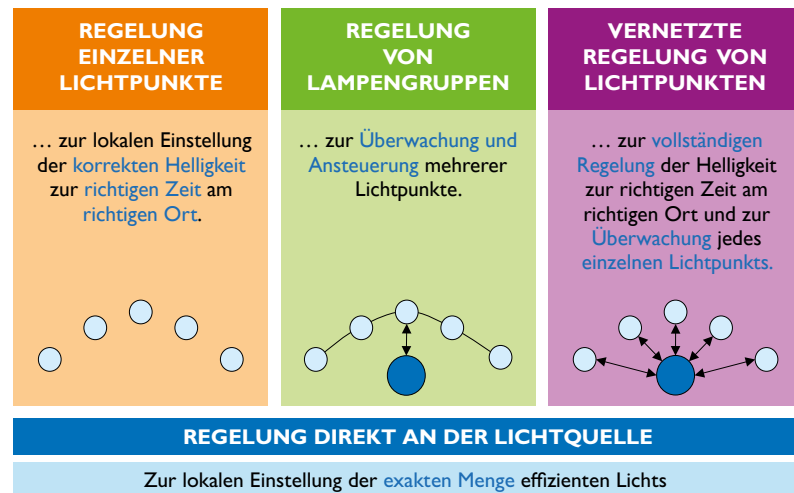 REGELUNG
EINZELNER
LICHTPUNKTE
… zur lokalen Einstellung
der korrekten Helligkeit
zur richtigen Zeit am
richtigen Ort.
REGELUNG
VON
LAMPENGRUPPEN
… zur Überwachung und
Ansteuerung mehrerer
Lichtpunkte.
VERNETZTE
REGELUNG VON
LICHTPUNKTEN
… zur vollständigen
Regelung der Helligkeit
zur richtigen Zeit am
richtigen Ort und zur
Überwachung jedes
einzelnen Lichtpunkts.
REGELUNG DIREKT AN DER LICHTQUELLE
Zur lokalen Einstellung der exakten Menge effizienten Lichts